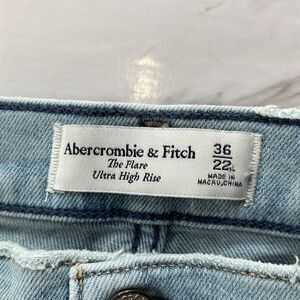 Abercrombie & Fitch
The Flare
Ultra High Rise
36
22L
MADE IN
MACAU, CHINA